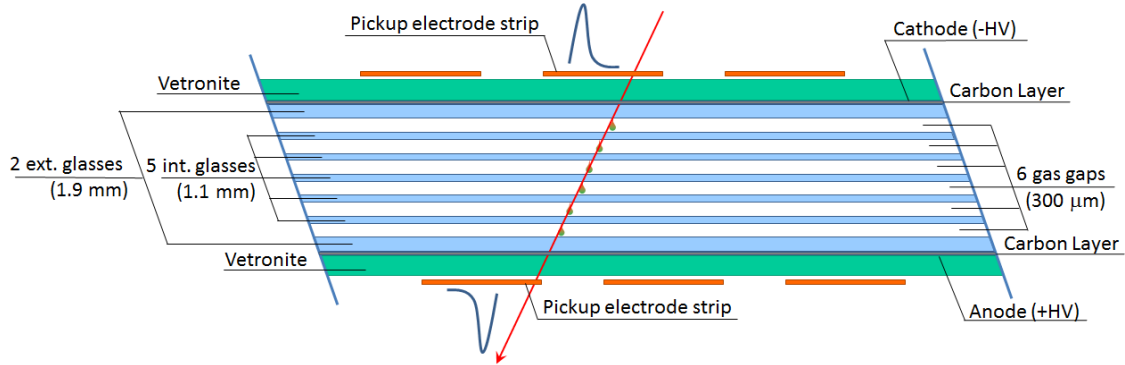 Pickup electrode strip
Cathode (-HV)
Vetronite
Carbon Layer
2 ext. glasses
(1.9 mm)
5 int. glasses
(1.1 mm)
6 gas gaps
(300 μm)
Vetronite
Carbon Layer
Pickup electrode strip
Anode (+HV)